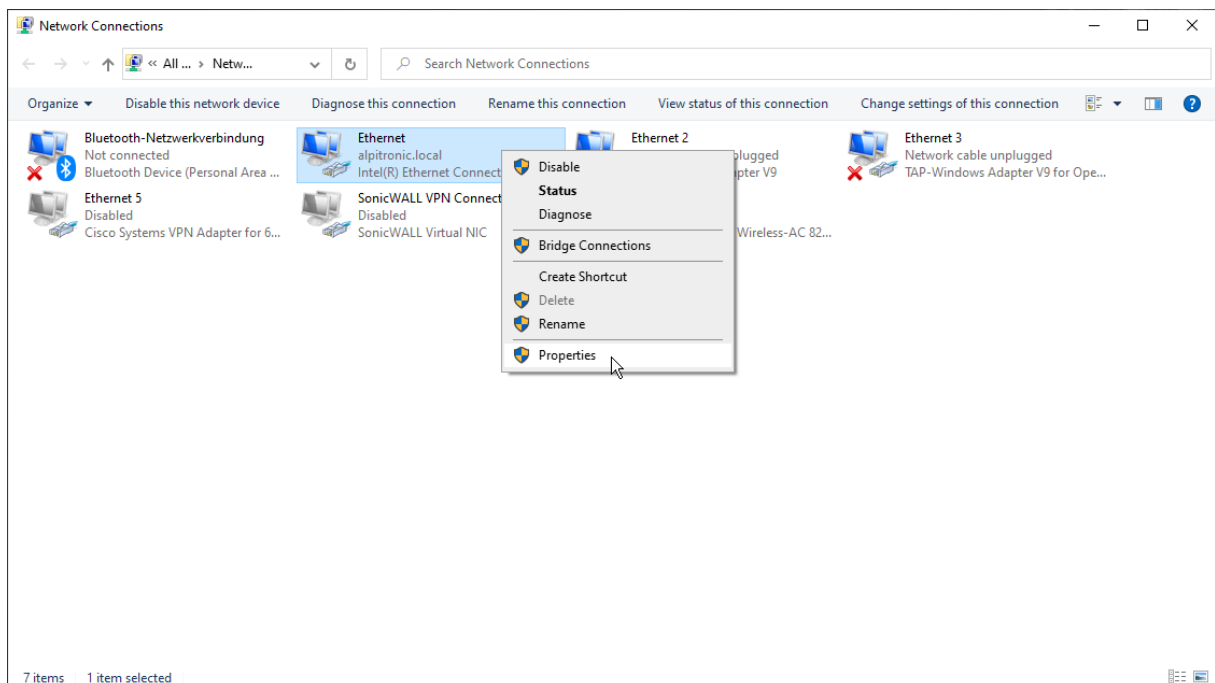 Network Connections
« All ... › Netw...
Search Network Connections
Organize Disable this network device Diagnose this connection Rename this connection View status of this connection Change settings of this connection
Bluetooth-Netzwerkverbindung
Not connected
Bluetooth Device (Personal Area ...
Ethernet
alpitronic.local
Intel(R) Ethernet Connect
Ethernet 2
plugged
pter V9
Ethernet 3
Network cable unplugged
TAP-Windows Adapter V9 for Ope...
Ethernet 5
Disabled
Cisco Systems VPN Adapter for 6...
SonicWALL VPN Connect
Disabled
SonicWALL Virtual NIC
Wireless-AC 82...
Disable
Status
Diagnose
Bridge Connections
Create Shortcut
Delete
Rename
Properties
7 items 1 item selected